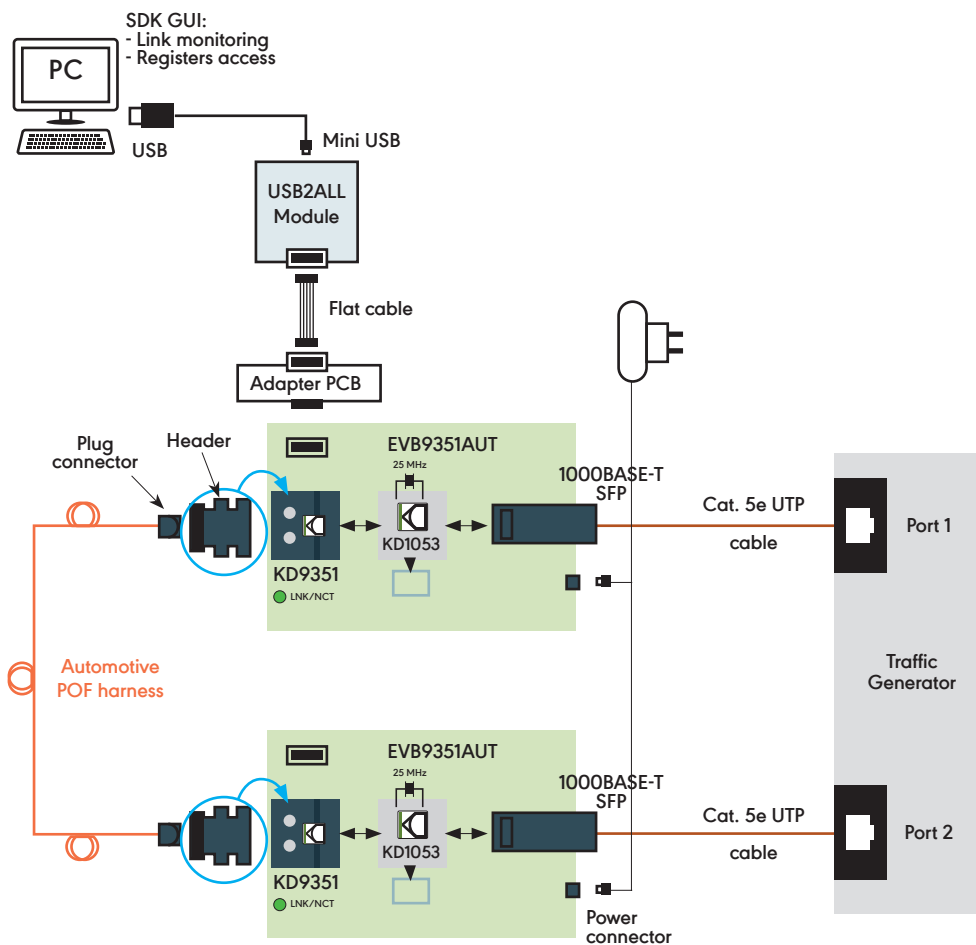 SDK GUI:
- Link monitoring
- Registers access
PC
USB
Mini USB
USB2ALL
Module
Flat cable
Adapter PCB
Plug
connector
Header
EVB9351AUT
25 MHz
1000BASE-T
SFP
KD1053
KD9351
LNK/NCT
Cat. 5e UTP
cable
Port 1
Automotive
POF harness
Traffic
Generator
EVB9351AUT
25 MHz
1000BASE-T
SFP
KD1053
KD9351
LNK/NCT
Cat. 5e UTP
cable
Port 2
Power
connector